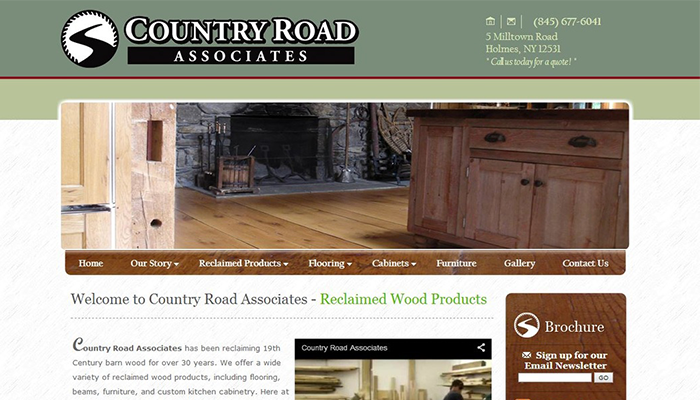 COUNTRY ROAD
ASSOCIATES
(845) 677-6041
5 Milltown Road
Holmes, NY 12531
* Call us today for a quote! *
Home Our Story Reclaimed Products Flooring Cabinets Furniture Gallery Contact Us
Welcome to Country Road Associates - Reclaimed Wood Products
Country Road Associates has been reclaiming 19th
Century barn wood for over 30 years. We offer a wide
variety of reclaimed wood products, including flooring,
beams, furniture, and custom kitchen cabinetry. Here at
Country Road Associates
Brochure
Sign up for our
Email Newsletter
GO